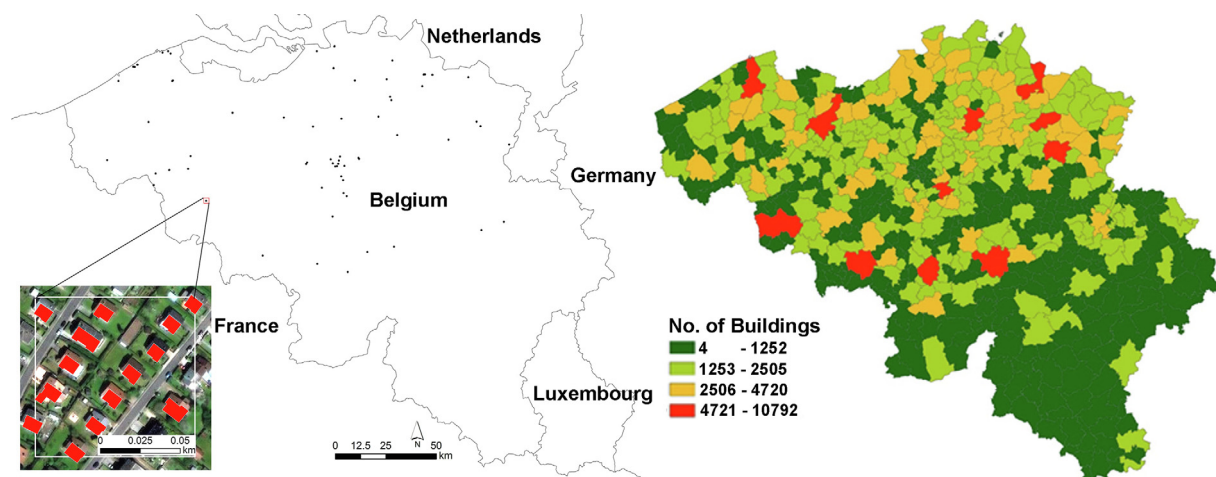 Netherlands
Germany
Belgium
France
Luxembourg
0 0.025 0.05
km
N
0 12.5 25 50
km
No. of Buildings
4 - 1252
1253 - 2505
2506 - 4720
4721 - 10792